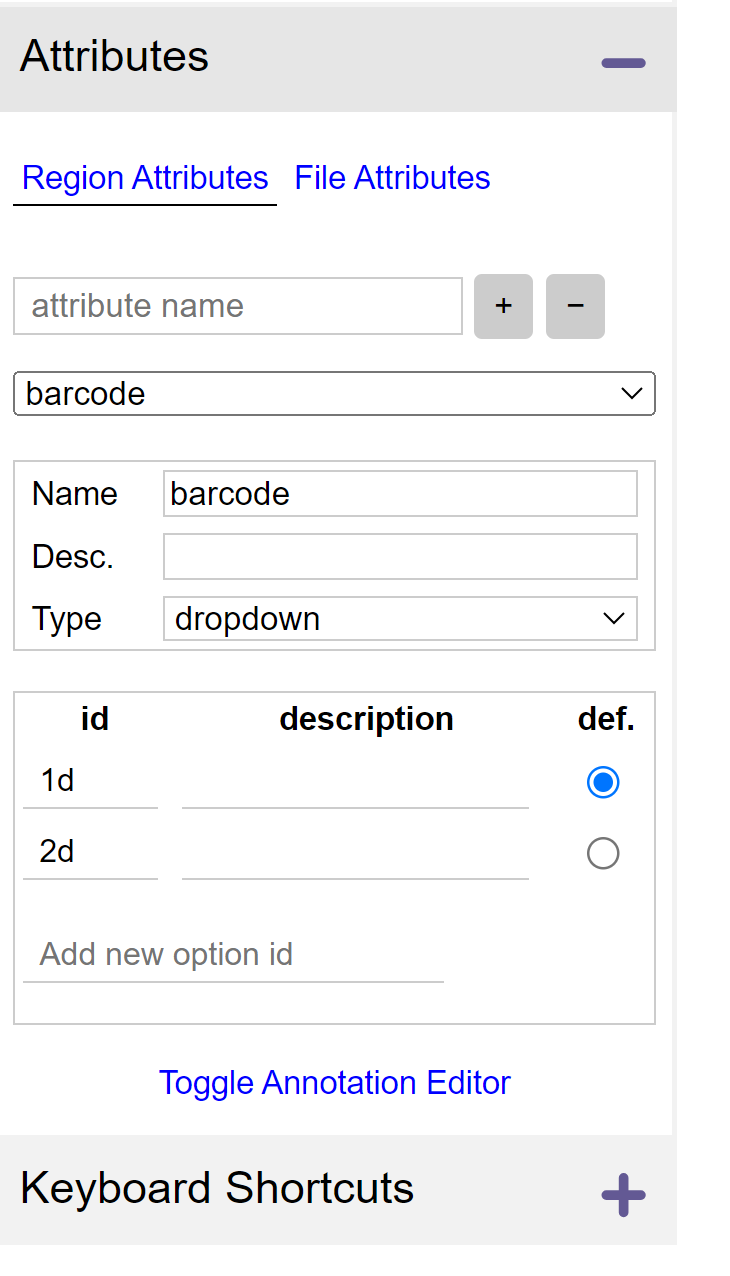 Attributes
Region Attributes File Attributes
attribute name + −
barcode
Name barcode
Desc.
Type dropdown
id description def.
1d
2d
Add new option id
Toggle Annotation Editor
Keyboard Shortcuts